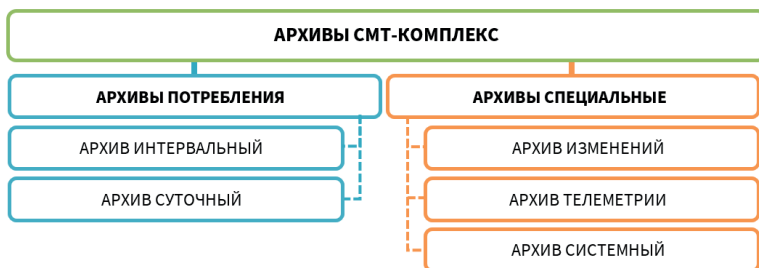 АРХИВЫ СМТ-КОМПЛЕКС
АРХИВЫ ПОТРЕБЛЕНИЯ
АРХИВ ИНТЕРВАЛЬНЫЙ
АРХИВ СУТОЧНЫЙ
АРХИВЫ СПЕЦИАЛЬНЫЕ
АРХИВ ИЗМЕНЕНИЙ
АРХИВ ТЕЛЕМЕТРИИ
АРХИВ СИСТЕМНЫЙ